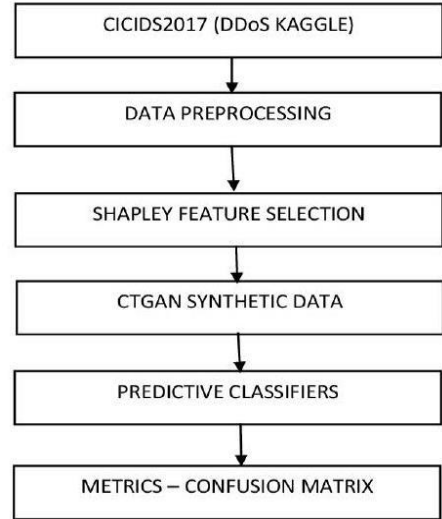 CICIDS2017 (DDoS KAGGLE)
DATA PREPROCESSING
SHAPLEY FEATURE SELECTION
CTGAN SYNTHETIC DATA
PREDICTIVE CLASSIFIERS
METRICS – CONFUSION MATRIX